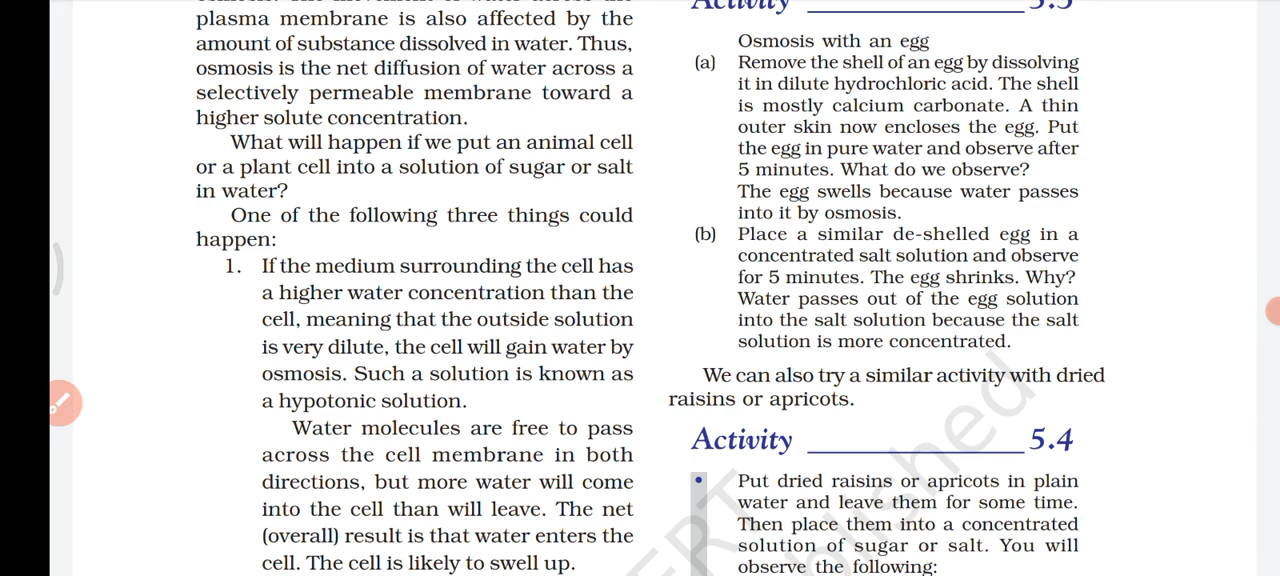 plasma membrane is also affected by the
amount of substance dissolved in water. Thus,
osmosis is the net diffusion of water across a
selectively permeable membrane toward a
higher solute concentration.
What will happen if we put an animal cell
or a plant cell into a solution of sugar or salt
in water?
One of the following three things could
happen:
1. If the medium surrounding the cell has
a higher water concentration than the
cell, meaning that the outside solution
is very dilute, the cell will gain water by
osmosis. Such a solution is known as
a hypotonic solution.
Water molecules are free to pass
across the cell membrane in both
directions, but more water will come
into the cell than will leave. The net
(overall) result is that water enters the
cell. The cell is likely to swell up.
Activity 5.3
Osmosis with an egg
(a) Remove the shell of an egg by dissolving
it in dilute hydrochloric acid. The shell
is mostly calcium carbonate. A thin
outer skin now encloses the egg. Put
the egg in pure water and observe after
5 minutes. What do we observe?
The egg swells because water passes
into it by osmosis.
(b) Place a similar de-shelled egg in a
concentrated salt solution and observe
for 5 minutes. The egg shrinks. Why?
Water passes out of the egg solution
into the salt solution because the salt
solution is more concentrated.
We can also try a similar activity with dried
raisins or apricots.
Activity 5.4
• Put dried raisins or apricots in plain
water and leave them for some time.
Then place them into a concentrated
solution of sugar or salt. You will
observe the following: